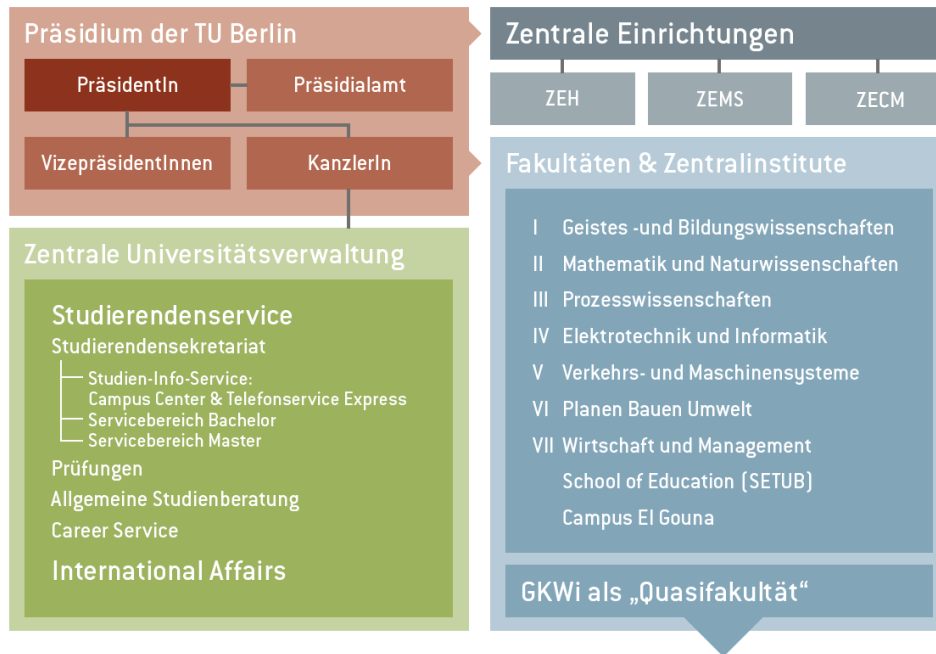 Präsidium der TU Berlin
PräsidentIn
Präsidialamt
VizepräsidentInnen
KanzlerIn
Zentrale Universitätsverwaltung
Studierendenservice
Studierendensekretariat
Studien-Info-Service:
Campus Center & Telefonservice Express
Servicebereich Bachelor
Servicebereich Master
Prüfungen
Allgemeine Studienberatung
Career Service
International Affairs
Zentrale Einrichtungen
ZEH
ZEMS
ZECM
Fakultäten & Zentralinstitute
I Geistes -und Bildungswissenschaften
II Mathematik und Naturwissenschaften
III Prozesswissenschaften
IV Elektrotechnik und Informatik
V Verkehrs- und Maschinensysteme
VI Planen Bauen Umwelt
VII Wirtschaft und Management
School of Education (SETUB)
Campus El Gouna
GKWi als „Quasifakultät“